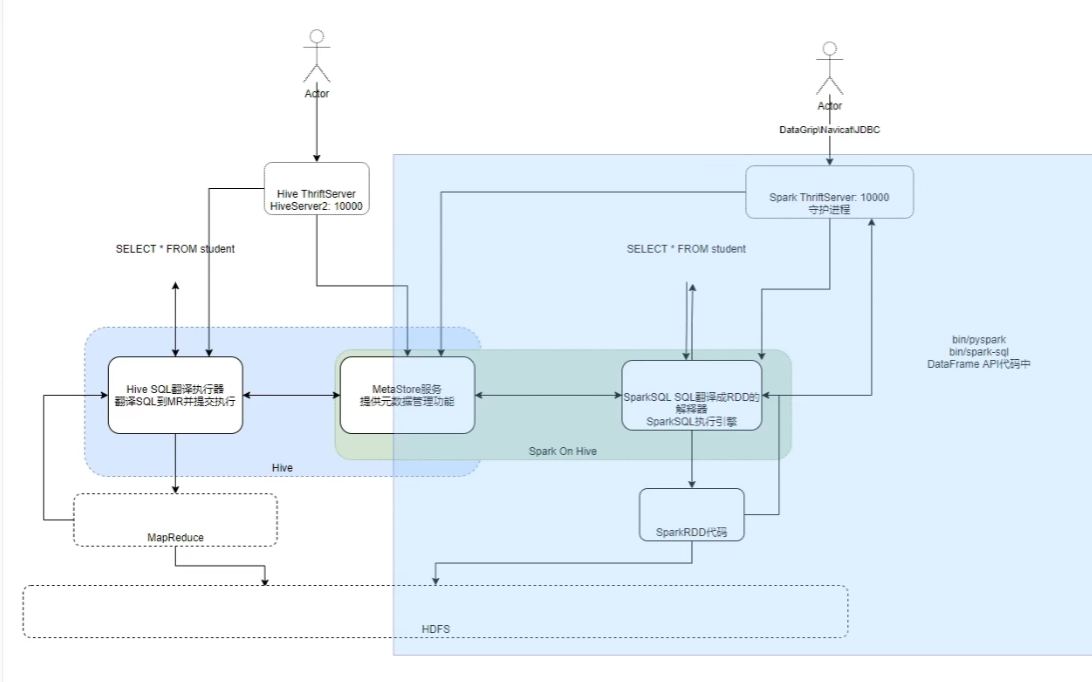 Actor
Actor
DataGrip\Navicat\JDBC
Hive ThriftServer
HiveServer2: 10000
Spark ThriftServer: 10000
守护进程
SELECT * FROM student
SELECT * FROM student
bin/pyspark
bin/spark-sql
DataFrame API代码中
Hive SQL翻译执行器
翻译SQL到MR并提交执行
MetaStore服务
提供元数据管理功能
SparkSQL SQL翻译成RDD的
解释器
SparkSQL执行引擎
Spark On Hive
Hive
MapReduce
SparkRDD代码
HDFS